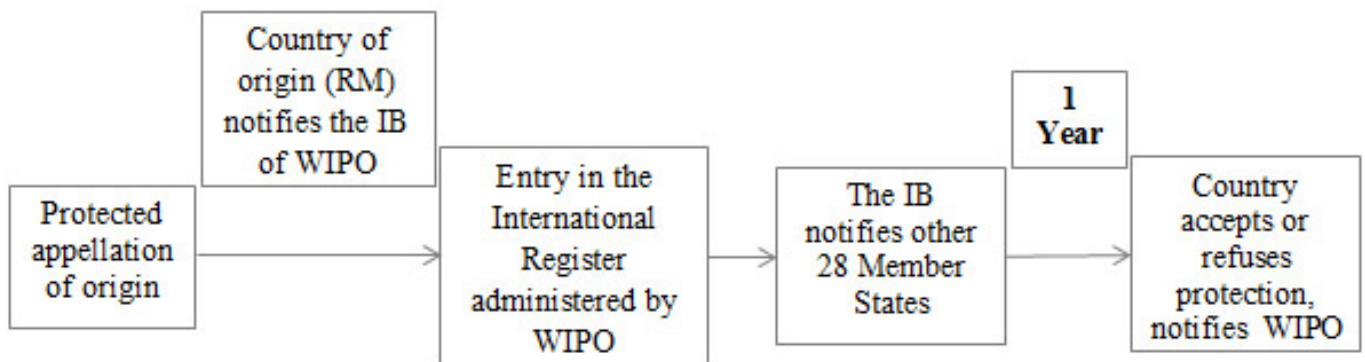 Protected
appellation
of origin
Country of
origin (RM)
notifies the IB
of WIPO
Entry in the
International
Register
administered by
WIPO
The IB
notifies other
28 Member
States
1
Year
Country
accepts or
refuses
protection,
notifies WIPO